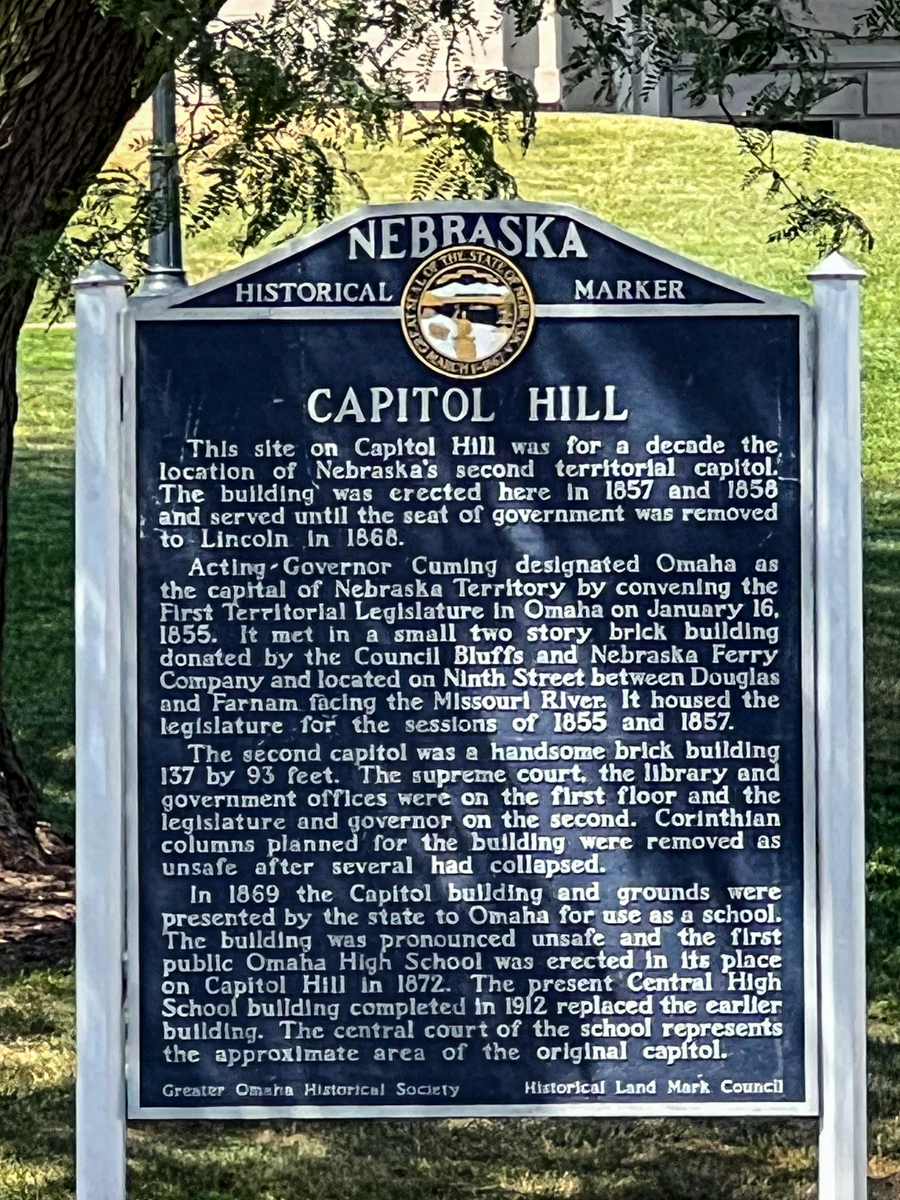 NEBRASKA
HISTORICAL MARKER
GREAT SEAL OF THE STATE OF NEBRASKA
MARCH 1ST 1867
CAPITOL HILL
This site on Capitol Hill was for a decade the
location of Nebraska's second territorial capitol.
The building was erected here in 1857 and 1858
and served until the seat of government was removed
to Lincoln in 1868.
Acting-Governor Cuming designated Omaha as
the capital of Nebraska Territory by convening the
First Territorial Legislature in Omaha on January 16,
1855. It met in a small two story brick building
donated by the Council Bluffs and Nebraska Ferry
Company and located on Ninth Street between Douglas
and Farnam facing the Missouri River. It housed the
legislature for the sessions of 1855 and 1857.
The second capitol was a handsome brick building
137 by 93 feet. The supreme court, the library and
government offices were on the first floor and the
legislature and governor on the second. Corinthian
columns planned for the building were removed as
unsafe after several had collapsed.
In 1869 the Capitol building and grounds were
presented by the state to Omaha for use as a school.
The building was pronounced unsafe and the first
public Omaha High School was erected in its place
on Capitol Hill in 1872. The present Central High
School building completed in 1912 replaced the earlier
building. The central court of the school represents
the approximate area of the original capitol.
Greater Omaha Historical Society Historical Land Mark Council